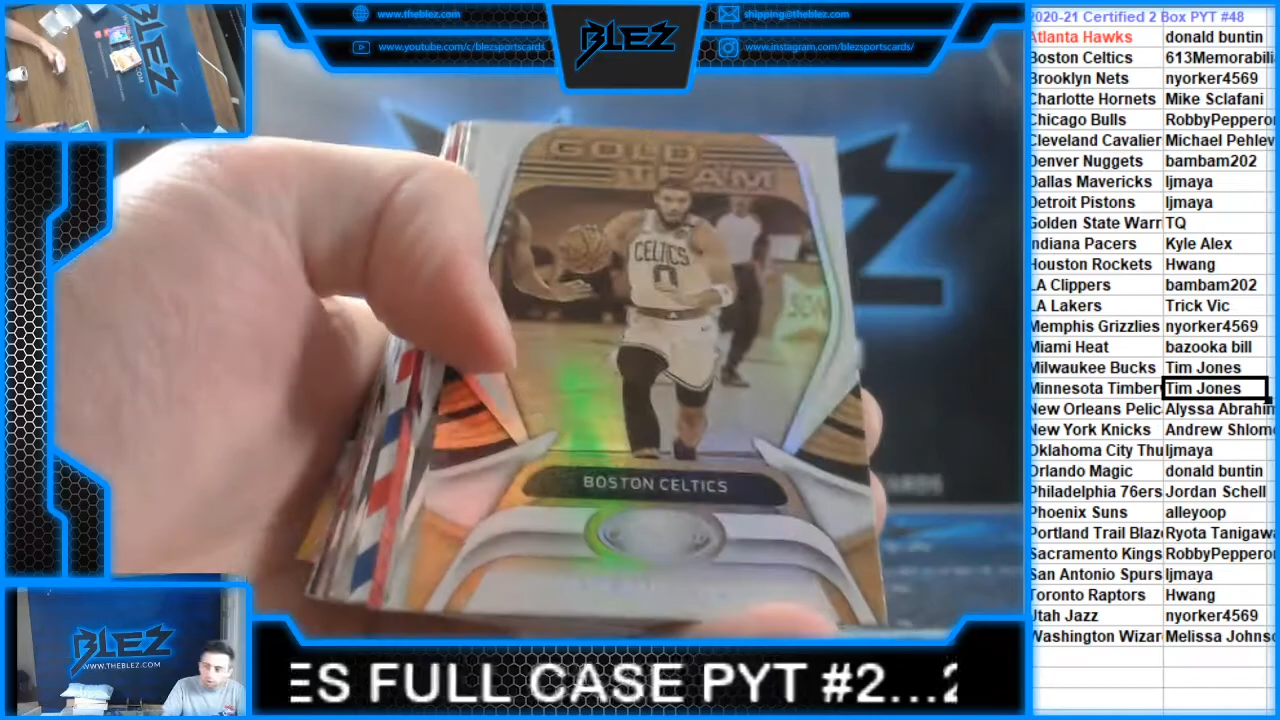 www.theblez.com
www.youtube.com/c/blezsportscards
BLEZ
shipping@theblez.com
www.instagram.com/blezsportscards/
GOLD
TEAM
CELTICS
0
BOSTON CELTICS
BLEZ
WWW.THEBLEZ.COM
ES FULL CASE PYT #2...2
2020-21 Certified 2 Box PYT #48
Atlanta Hawks donald buntin
Boston Celtics 613Memorabili
Brooklyn Nets nyorker4569
Charlotte Hornets Mike Sclafani
Chicago Bulls RobbyPeppero
Cleveland Cavalier Michael Pehlev
Denver Nuggets bambam202
Dallas Mavericks ljmaya
Detroit Pistons ljmaya
Golden State Warr TQ
Indiana Pacers Kyle Alex
Houston Rockets Hwang
LA Clippers bambam202
LA Lakers Trick Vic
Memphis Grizzlies nyorker4569
Miami Heat bazooka bill
Milwaukee Bucks Tim Jones
Minnesota Timber Tim Jones
New Orleans Pelic Alyssa Abrahin
New York Knicks Andrew Shlom
Oklahoma City Thu ljmaya
Orlando Magic donald buntin
Philadelphia 76ers Jordan Schell
Phoenix Suns alleyoop
Portland Trail Blaz Ryota Tanigawa
Sacramento Kings RobbyPeppero
San Antonio Spurs ljmaya
Toronto Raptors Hwang
Utah Jazz nyorker4569
Washington Wizar Melissa Johns